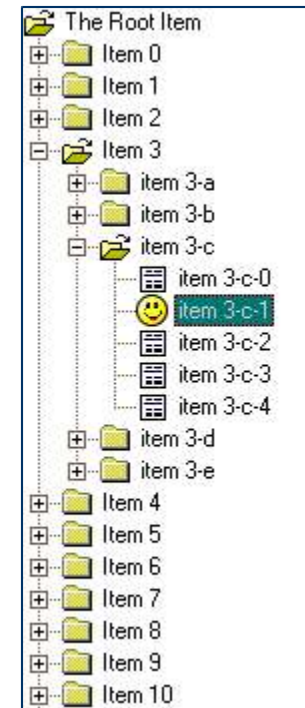 The Root Item
Item 0
Item 1
Item 2
Item 3
item 3-a
item 3-b
item 3-c
item 3-c-0
item 3-c-1
item 3-c-2
item 3-c-3
item 3-c-4
item 3-d
item 3-e
Item 4
Item 5
Item 6
Item 7
Item 8
Item 9
Item 10